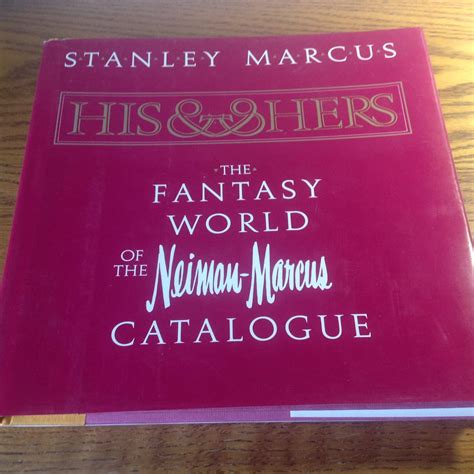 STANLEY MARCUS
HIS & HERS
THE
FANTASY
WORLD
OF THE Neiman-Marcus
CATALOGUE